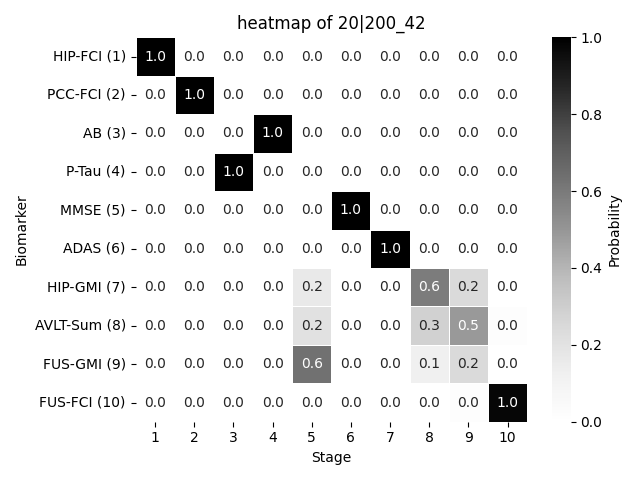 heatmap of 20|200_42
HIP-FCI (1) 1.0 0.0 0.0 0.0 0.0 0.0 0.0 0.0 0.0 0.0
PCC-FCI (2) 0.0 1.0 0.0 0.0 0.0 0.0 0.0 0.0 0.0 0.0
AB (3) 0.0 0.0 0.0 1.0 0.0 0.0 0.0 0.0 0.0 0.0
P-Tau (4) 0.0 0.0 1.0 0.0 0.0 0.0 0.0 0.0 0.0 0.0
MMSE (5) 0.0 0.0 0.0 0.0 0.0 1.0 0.0 0.0 0.0 0.0
ADAS (6) 0.0 0.0 0.0 0.0 0.0 0.0 1.0 0.0 0.0 0.0
HIP-GMI (7) 0.0 0.0 0.0 0.0 0.2 0.0 0.0 0.6 0.2 0.0
AVLT-Sum (8) 0.0 0.0 0.0 0.0 0.2 0.0 0.0 0.3 0.5 0.0
FUS-GMI (9) 0.0 0.0 0.0 0.0 0.6 0.0 0.0 0.1 0.2 0.0
FUS-FCI (10) 0.0 0.0 0.0 0.0 0.0 0.0 0.0 0.0 0.0 1.0
1 2 3 4 5 6 7 8 9 10
Stage
Biomarker
1.0
0.8
0.6
0.4
0.2
0.0
Probability